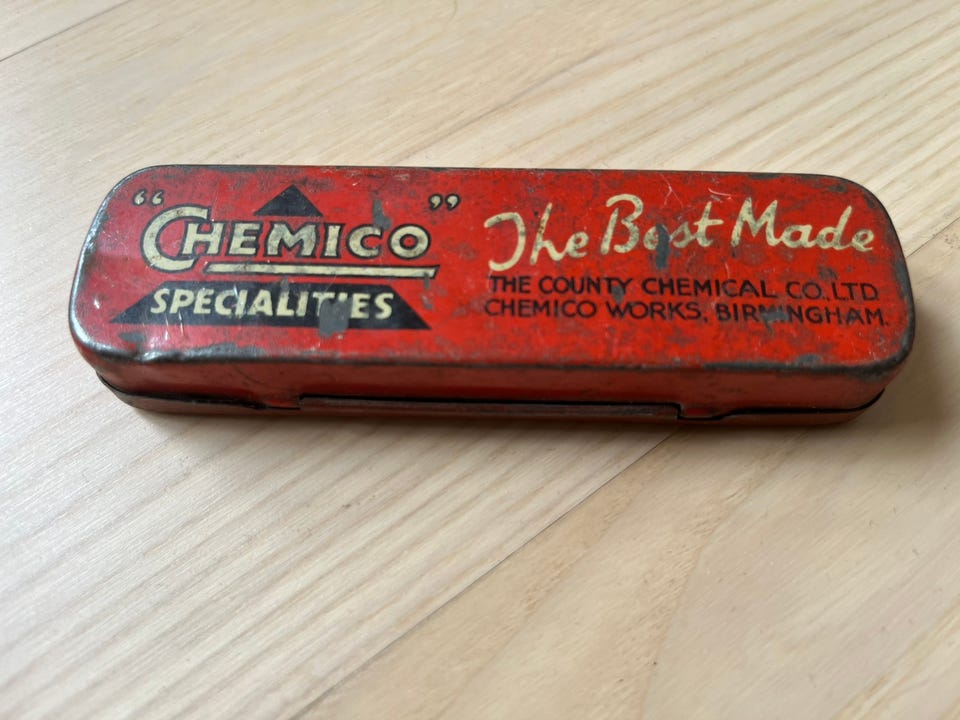 “CHEMICO”
SPECIALITIES
The Best Made
THE COUNTY CHEMICAL CO. LTD.
CHEMICO WORKS, BIRMINGHAM.